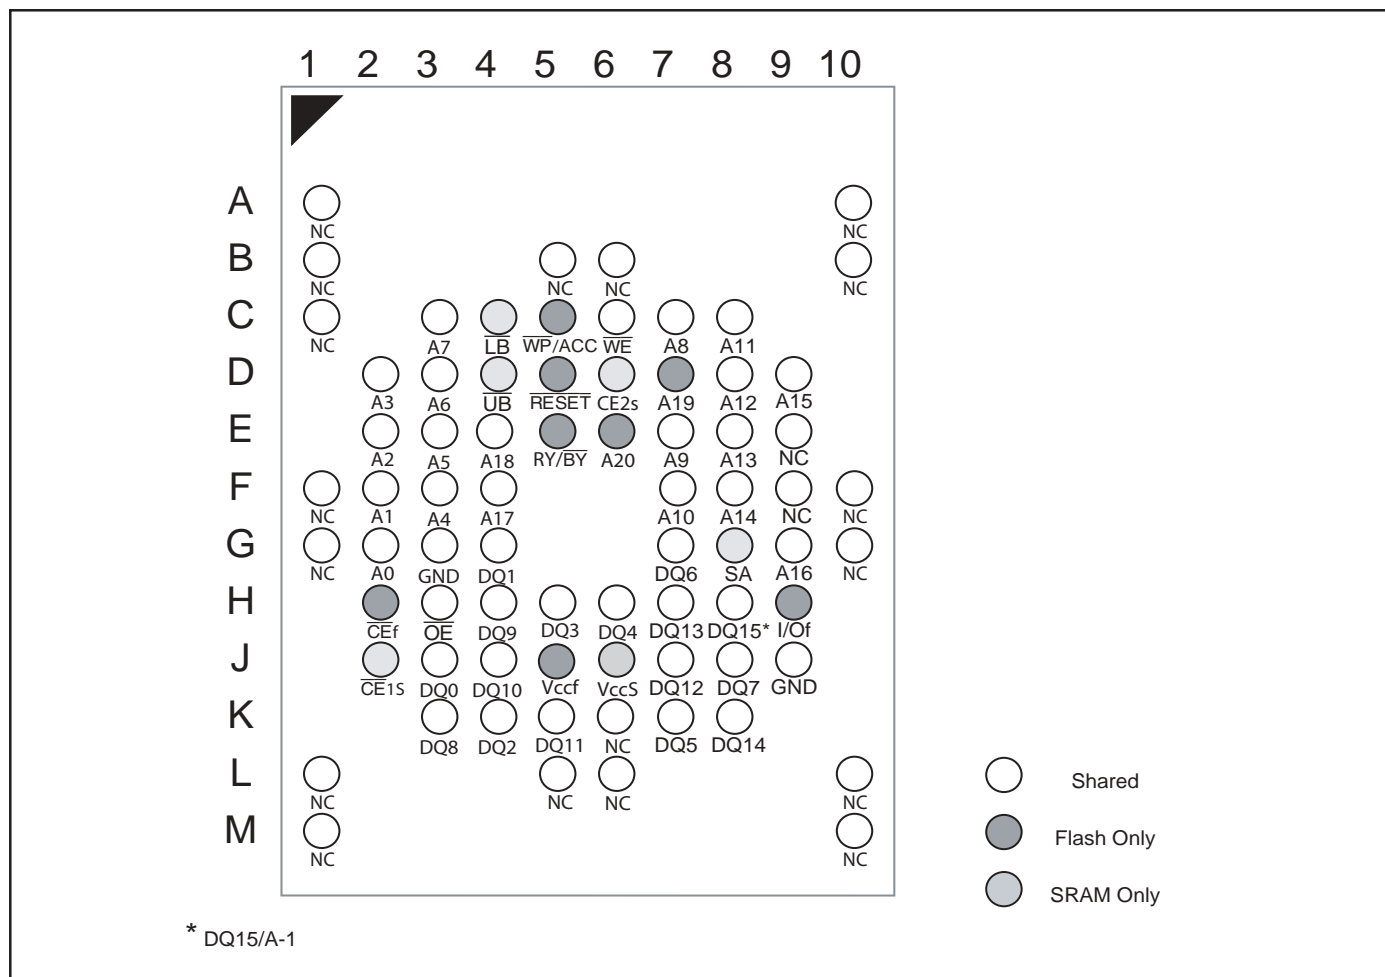 1 2 3 4 5 6 7 8 9 10
A
NC NC
B
NC NC NC NC
C
NC A7 LB WP/ACC WE A8 A11
D
A3 A6 UB RESET CE2s A19 A12 A15
E
A2 A5 A18 RY/BY A20 A9 A13 NC
F
NC A1 A4 A17 A10 A14 NC NC
G
NC A0 GND DQ1 DQ6 SA A16 NC
H
CEf OE DQ9 DQ3 DQ4 DQ13 DQ15* I/Of
J
CE1S DQ0 DQ10 Vccf VccS DQ12 DQ7 GND
K
DQ8 DQ2 DQ11 NC DQ5 DQ14
L
NC NC NC NC
M
NC NC
Shared
Flash Only
SRAM Only
* DQ15/A-1